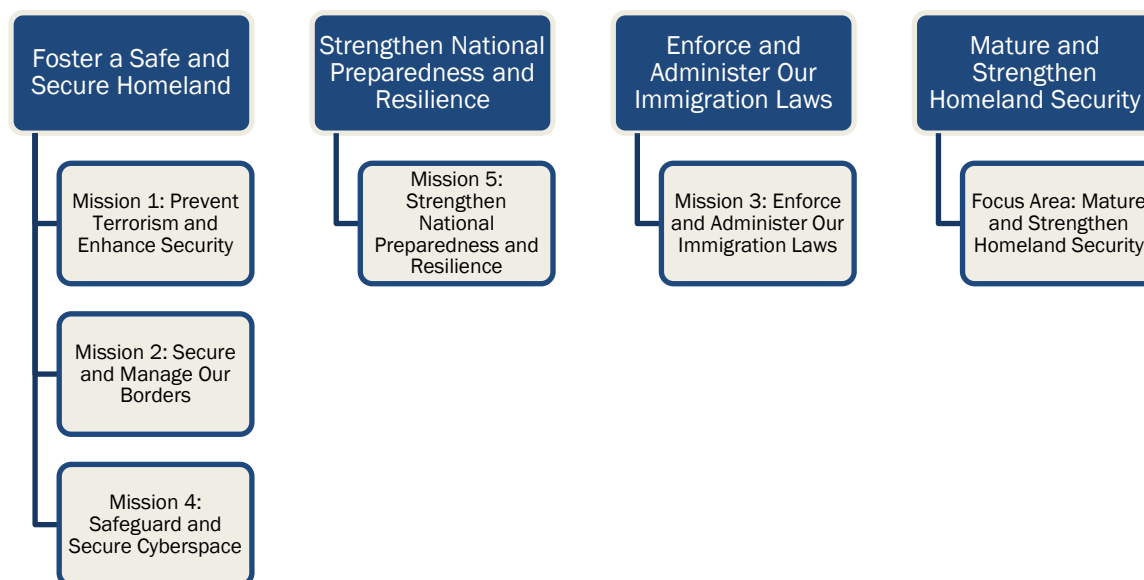 Foster a Safe and
Secure Homeland
Mission 1: Prevent
Terrorism and
Enhance Security
Mission 2: Secure
and Manage Our
Borders
Mission 4:
Safeguard and
Secure Cyberspace
Strengthen National
Preparedness and
Resilience
Mission 5:
Strengthen
National
Preparedness and
Resilience
Enforce and
Administer Our
Immigration Laws
Mission 3: Enforce
and Administer Our
Immigration Laws
Mature and
Strengthen
Homeland Security
Focus Area: Mature
and Strengthen
Homeland Security